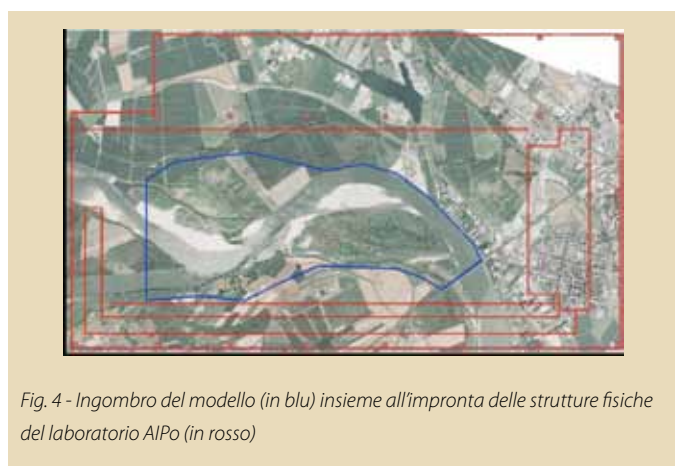 Fig. 4 - Ingombro del modello (in blu) insieme all'impronta delle strutture fisiche
del laboratorio AIPo (in rosso)